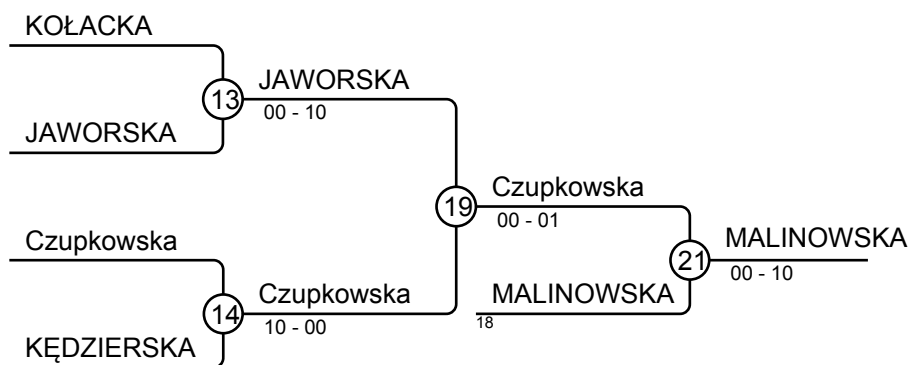 KOŁACKA
13
JAWORSKA
00 - 10
JAWORSKA
19
Czupkowska
00 - 01
Czupkowska
21
MALINOWSKA
00 - 10
14
Czupkowska
10 - 00
MALINOWSKA
18
KĘDZIERSKA